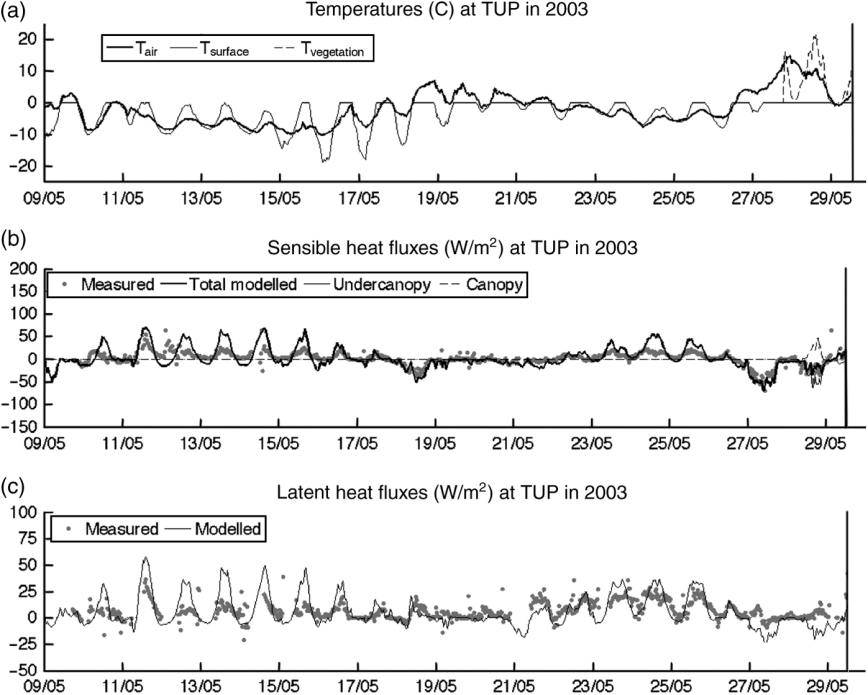 (a)
Temperatures (C) at TUP in 2003
T_air T_surface T_vegetation
20
10
0
−10
−20
09/05 11/05 13/05 15/05 17/05 19/05 21/05 23/05 25/05 27/05 29/05
(b)
Sensible heat fluxes (W/m²) at TUP in 2003
Measured Total modelled Undercanopy Canopy
200
150
100
50
0
−50
−100
−150
09/05 11/05 13/05 15/05 17/05 19/05 21/05 23/05 25/05 27/05 29/05
(c)
Latent heat fluxes (W/m²) at TUP in 2003
Measured Modelled
100
75
50
25
0
−25
−50
09/05 11/05 13/05 15/05 17/05 19/05 21/05 23/05 25/05 27/05 29/05